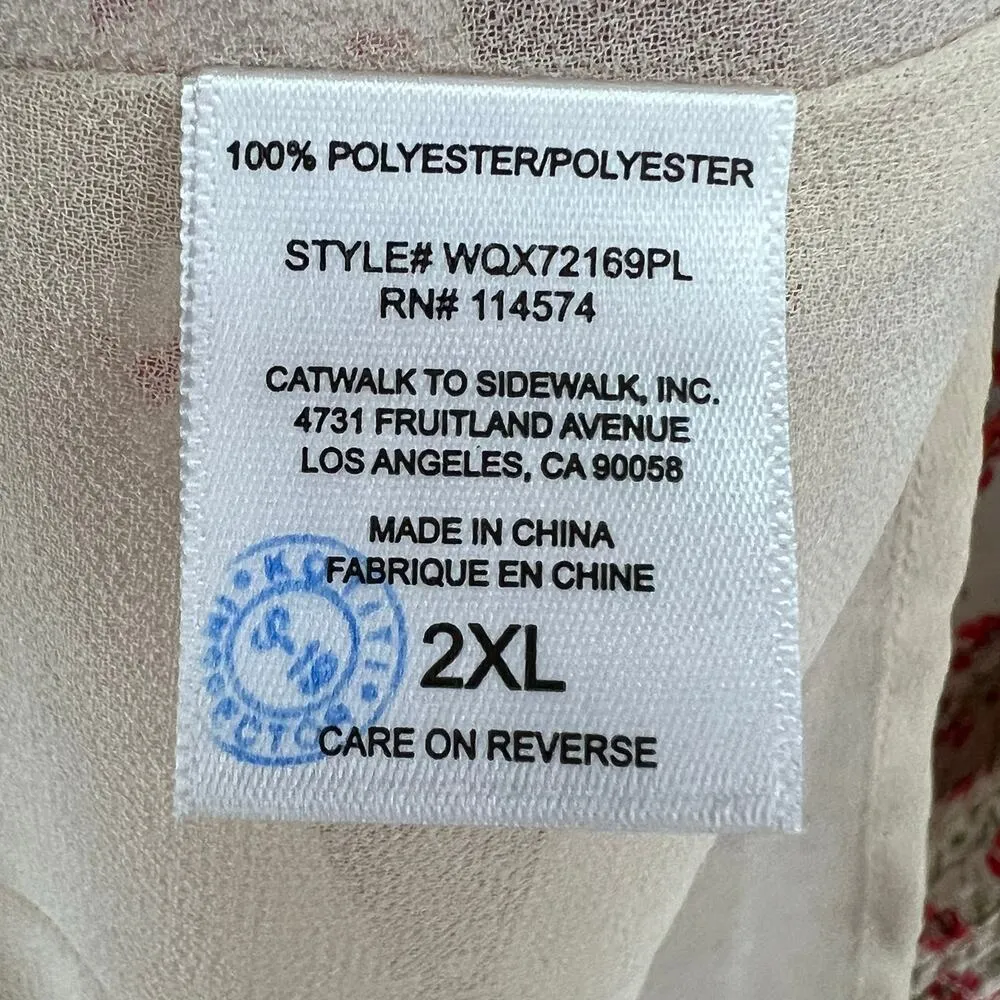 100% POLYESTER/POLYESTER
STYLE# WQX72169PL
RN# 114574
CATWALK TO SIDEWALK, INC.
4731 FRUITLAND AVENUE
LOS ANGELES, CA 90058
MADE IN CHINA
FABRIQUE EN CHINE
2XL
CARE ON REVERSE